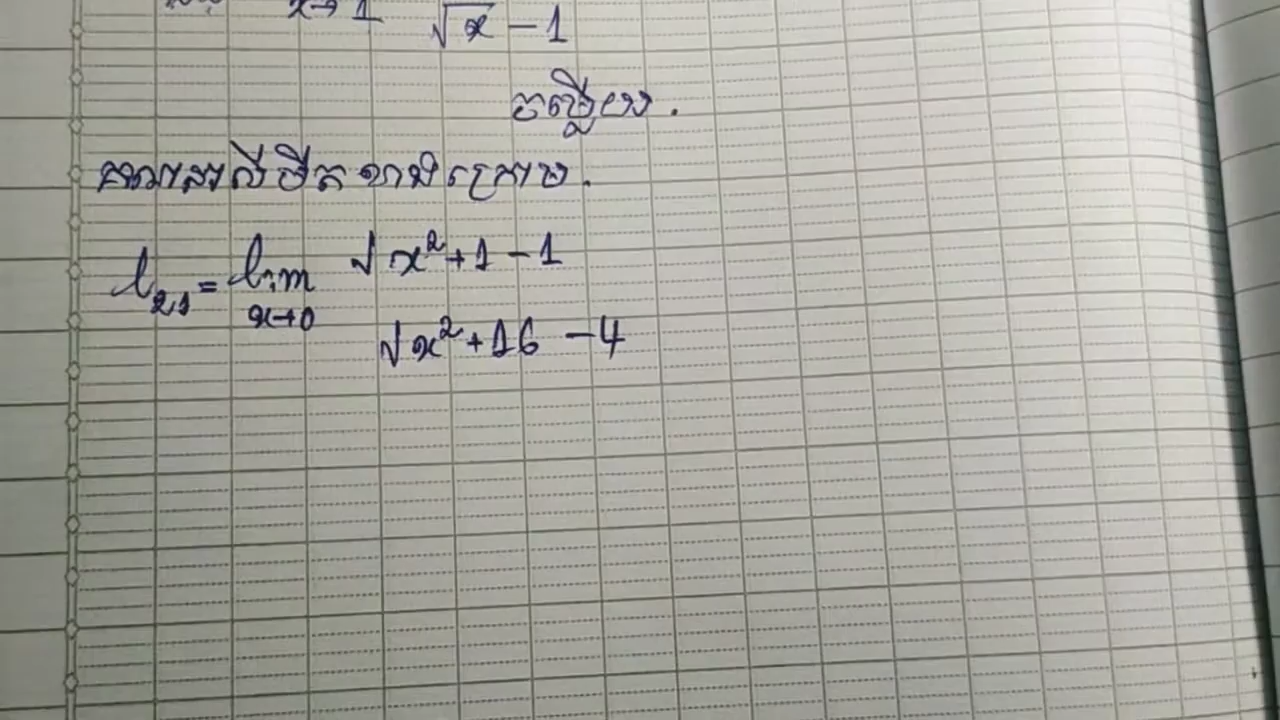 x→1 √x - 1
ចម្លើយ .
គណនាលីមីតខាងក្រោម .
l₂₁ = lim √x²+1 - 1
x→0 √x²+16 - 4